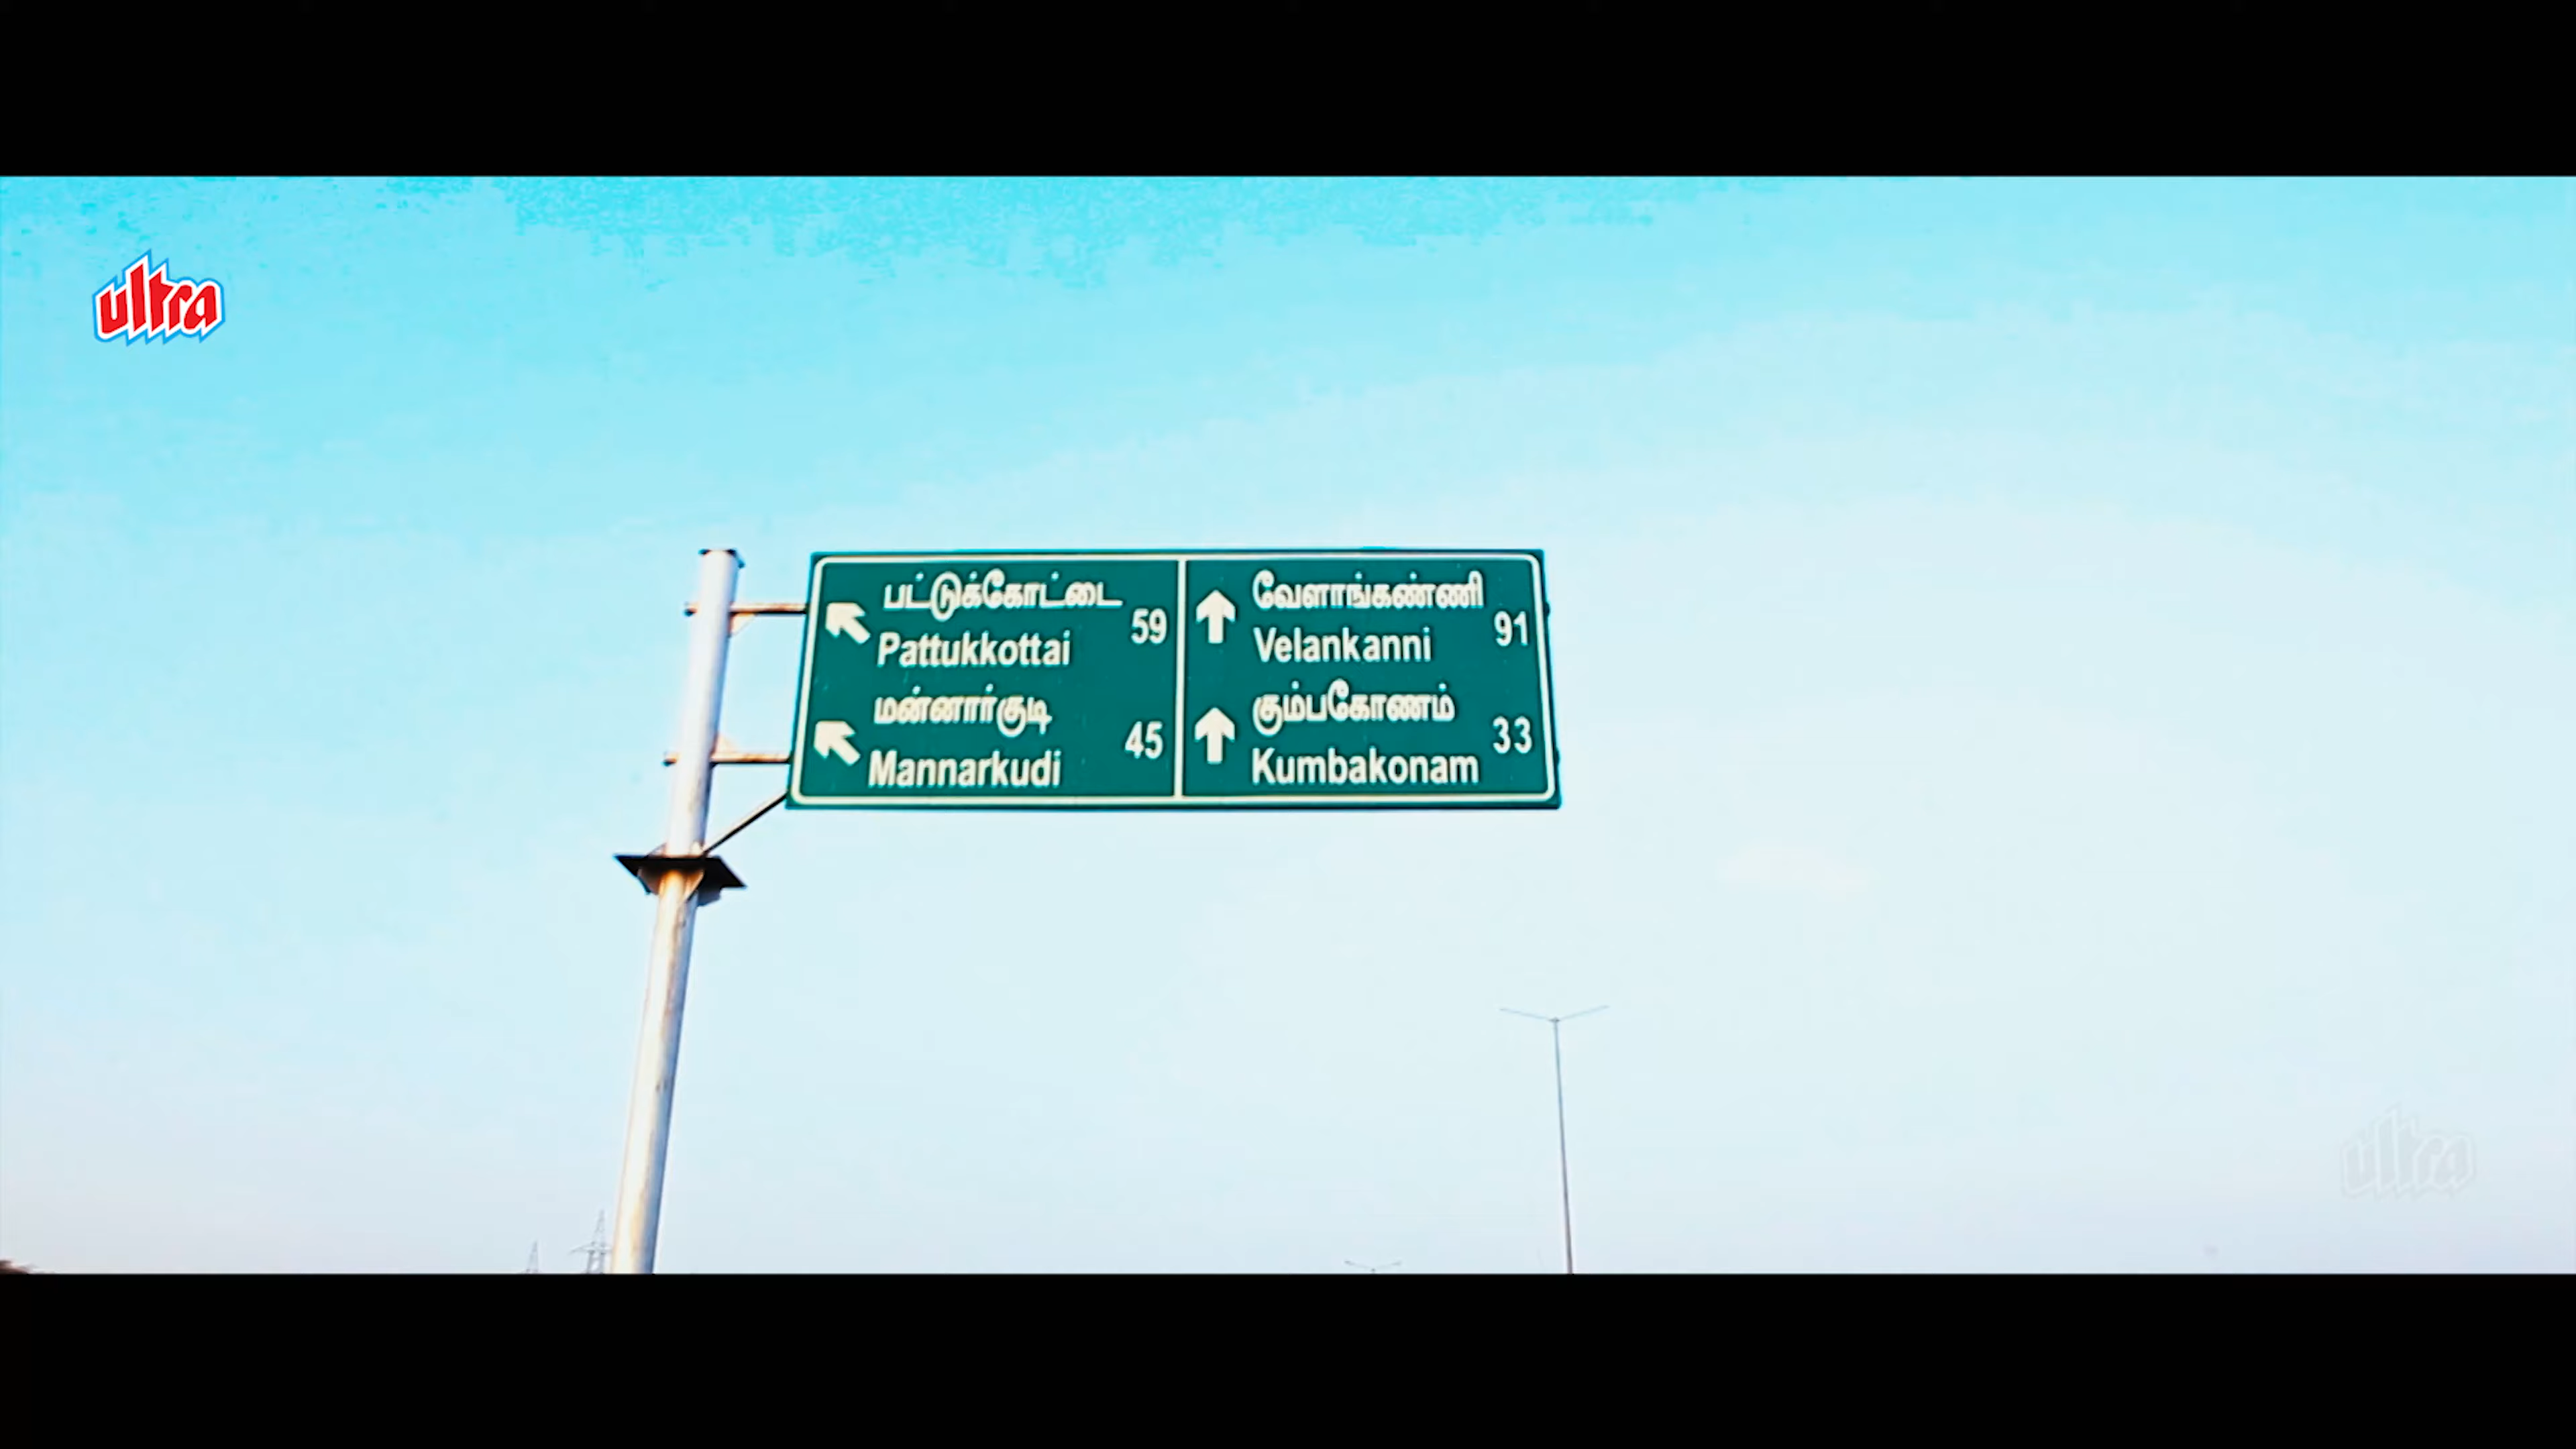 ultra
பட்டுக்கோட்டை 59
Pattukkottai
மன்னார்குடி 45
Mannarkudi
வேளாங்கண்ணி 91
Velankanni
கும்பகோணம் 33
Kumbakonam
ultra